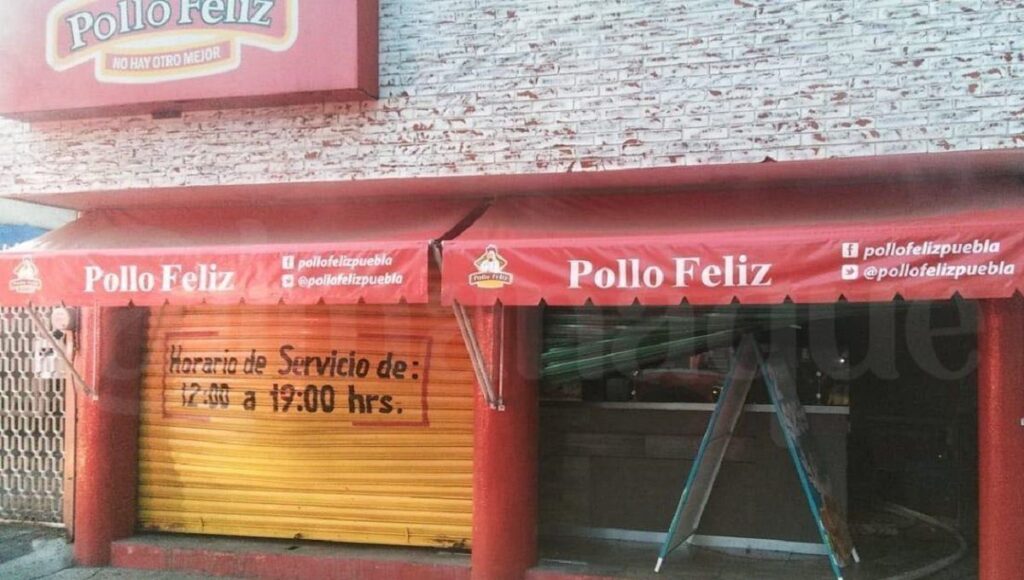 Pollo Feliz
NO HAY OTRO MEJOR
Pollo Feliz
pollofelizpuebla
@pollofelizpuebla
Pollo Feliz
Pollo Feliz
pollofelizpuebla
@pollofelizpuebla
Horario de Servicio de:
12:00 a 19:00 hrs.